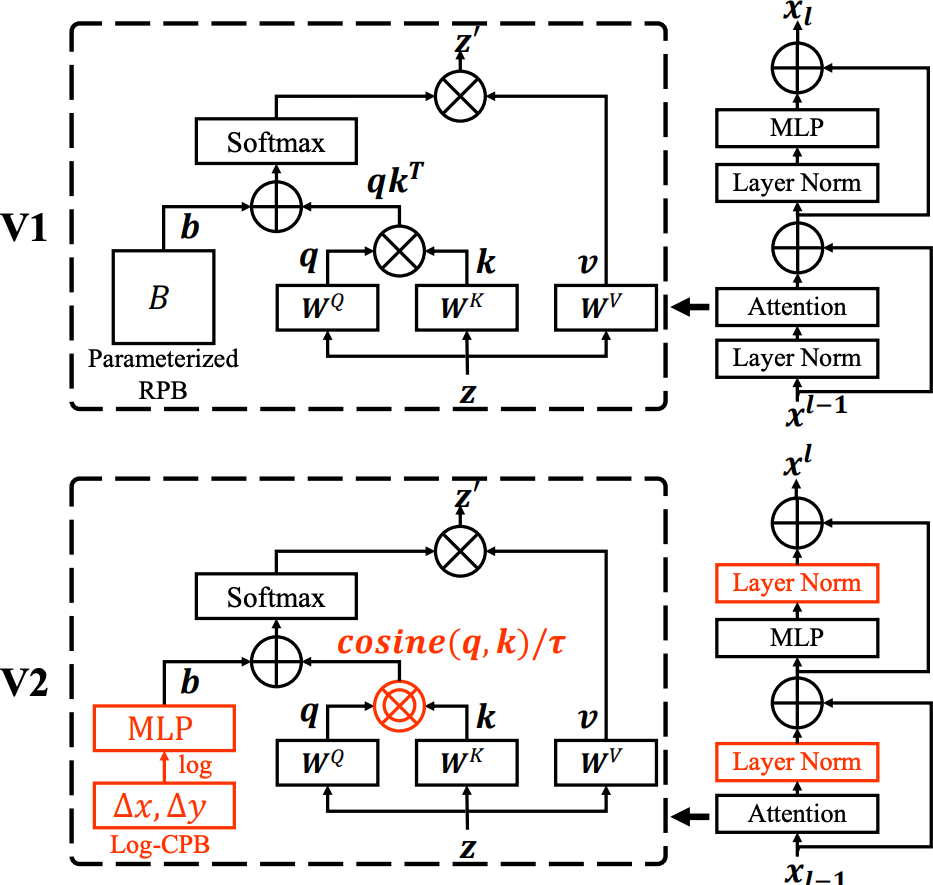 V1
z′
Softmax
b
qkᵀ
B
Parameterized
RPB
q
k
v
W^Q
W^K
W^V
z
x_l
MLP
Layer Norm
Attention
Layer Norm
x^{l−1}
V2
z′
Softmax
cosine(q, k)/τ
b
MLP
log
Δx, Δy
Log-CPB
q
k
v
W^Q
W^K
W^V
z
x^l
Layer Norm
MLP
Layer Norm
Attention
x_{l−1}